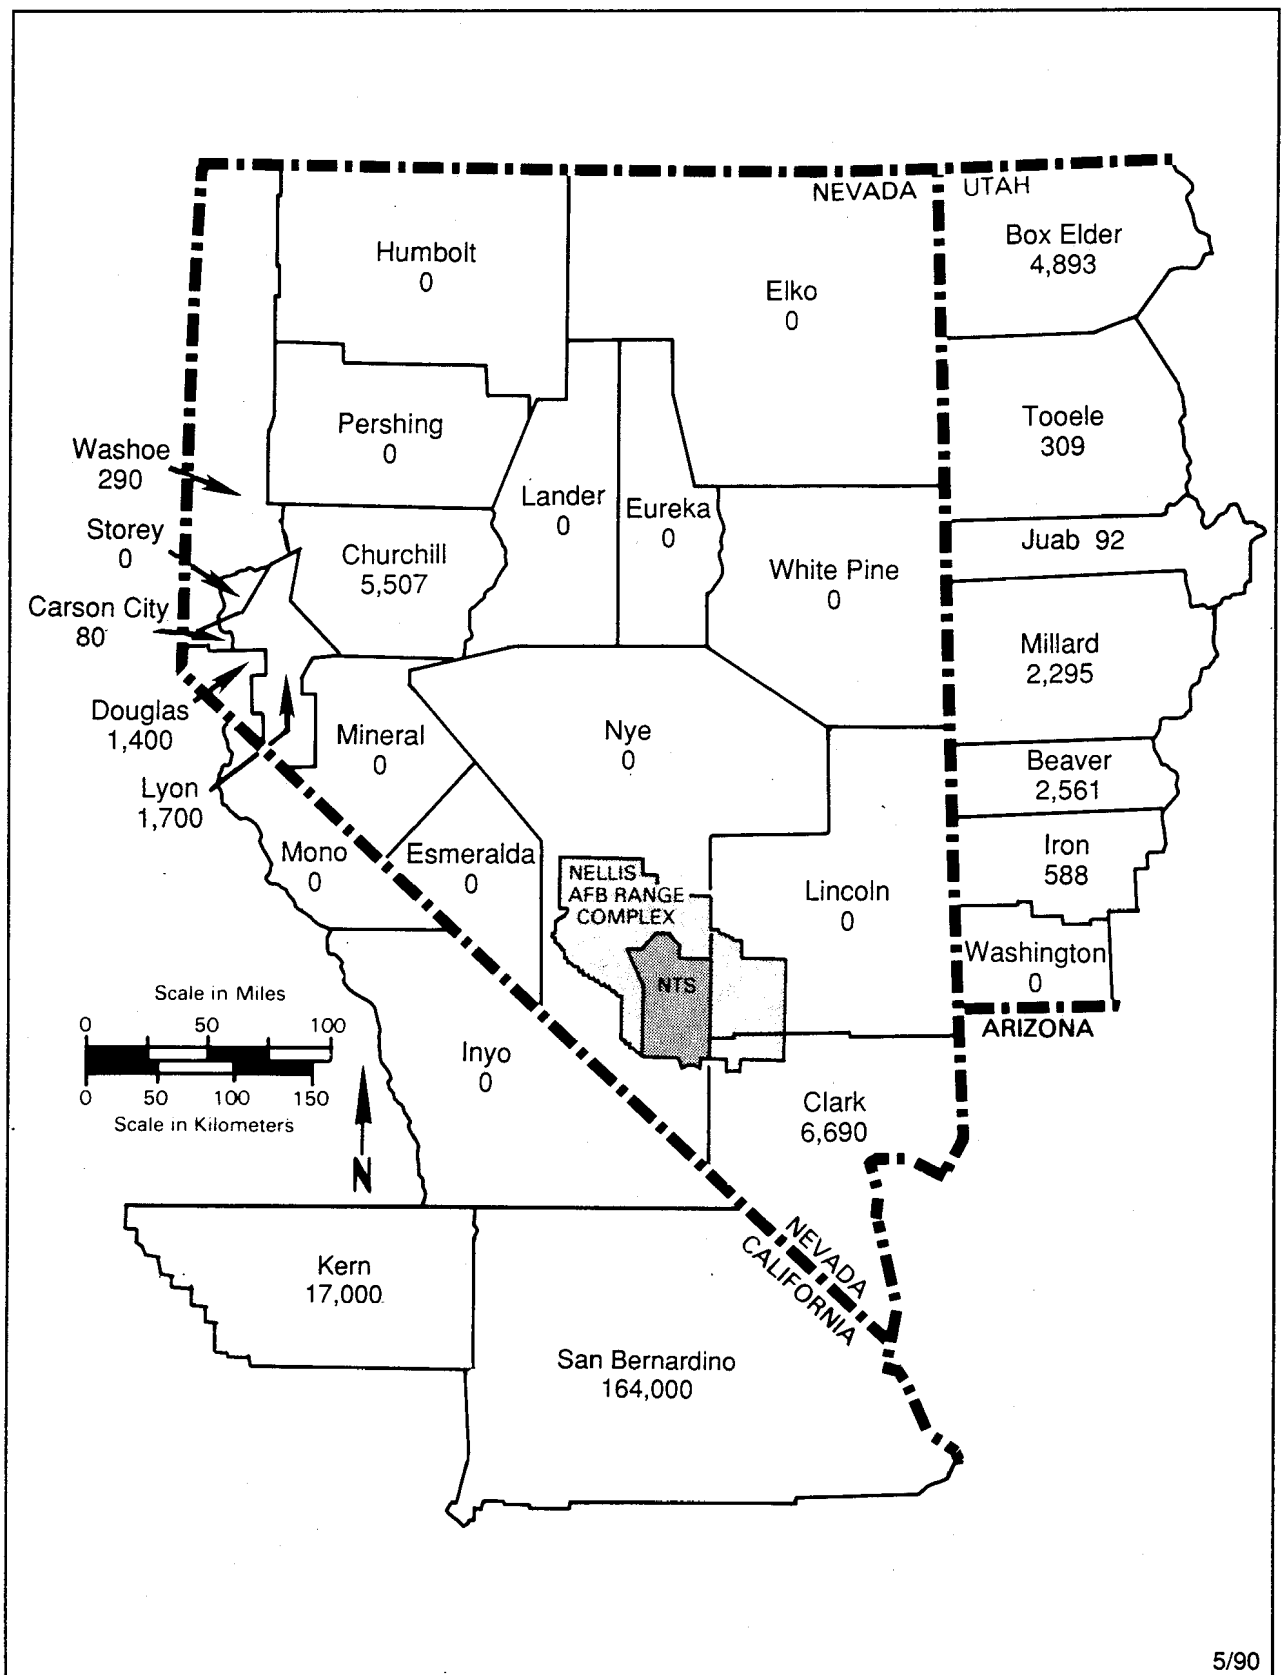 NEVADA
UTAH
Box Elder
4,893
Humbolt
0
Elko
0
Tooele
309
Pershing
0
Washoe
290
Lander
0
Eureka
0
Storey
0
Churchill
5,507
Juab 92
White Pine
0
Carson City
80
Millard
2,295
Douglas
1,400
Mineral
0
Nye
0
Beaver
2,561
Lyon
1,700
Mono
0
Esmeralda
0
Iron
588
NELLIS
AFB RANGE
COMPLEX
Lincoln
0
Washington
0
NTS
Scale in Miles
0 50 100
0 50 100 150
Scale in Kilometers
ARIZONA
Inyo
0
Clark
6,690
N
NEVADA
CALIFORNIA
Kern
17,000
San Bernardino
164,000
5/90